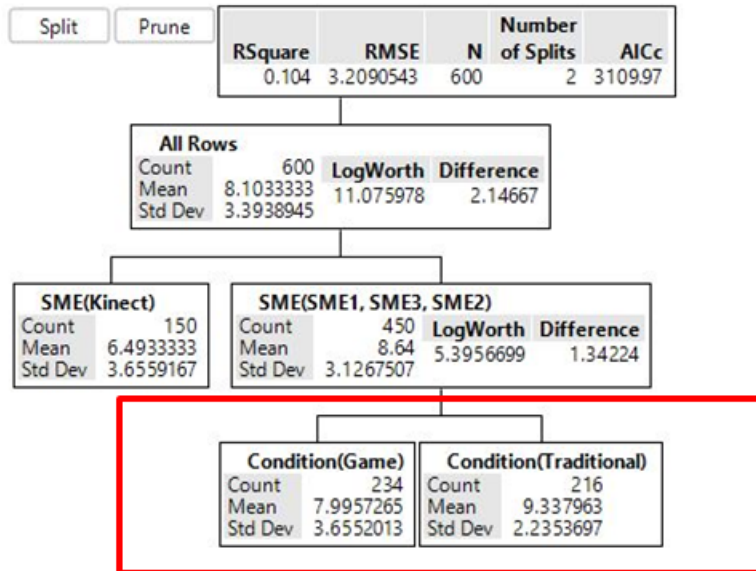 Split Prune
Number
RSquare RMSE N of Splits AICc
0.104 3.2090543 600 2 3109.97
All Rows
Count 600 LogWorth Difference
Mean 8.1033333 11.075978 2.14667
Std Dev 3.3938945
SME(Kinect)
Count 150
Mean 6.4933333
Std Dev 3.6559167
SME(SME1, SME3, SME2)
Count 450 LogWorth Difference
Mean 8.64 5.3956699 1.34224
Std Dev 3.1267507
Condition(Game)
Count 234
Mean 7.9957265
Std Dev 3.6552013
Condition(Traditional)
Count 216
Mean 9.337963
Std Dev 2.2353697